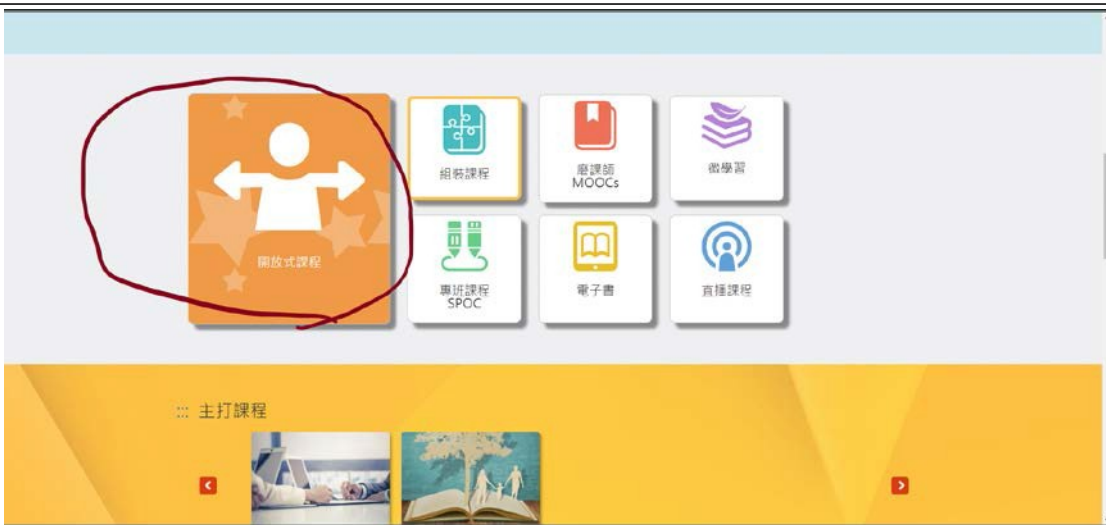 開放式課程
組裝課程
磨課師
MOOCs
微學習
專班課程
SPOC
電子書
直播課程
::: 主打課程